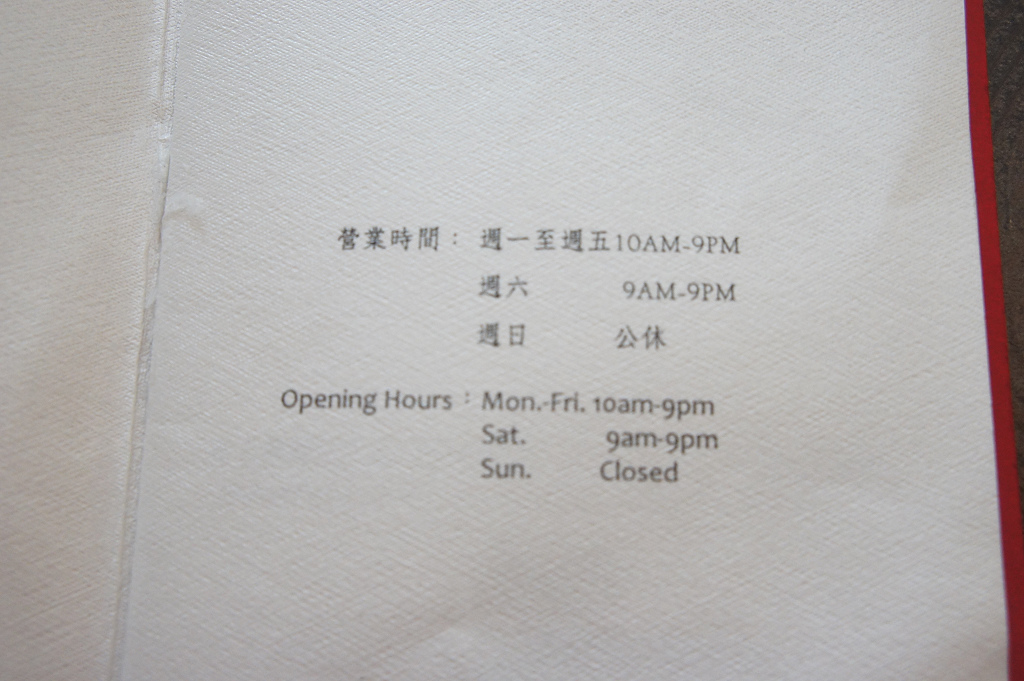 營業時間： 週一至週五10AM-9PM
週六 9AM-9PM
週日 公休
Opening Hours：Mon.-Fri. 10am-9pm
Sat. 9am-9pm
Sun. Closed